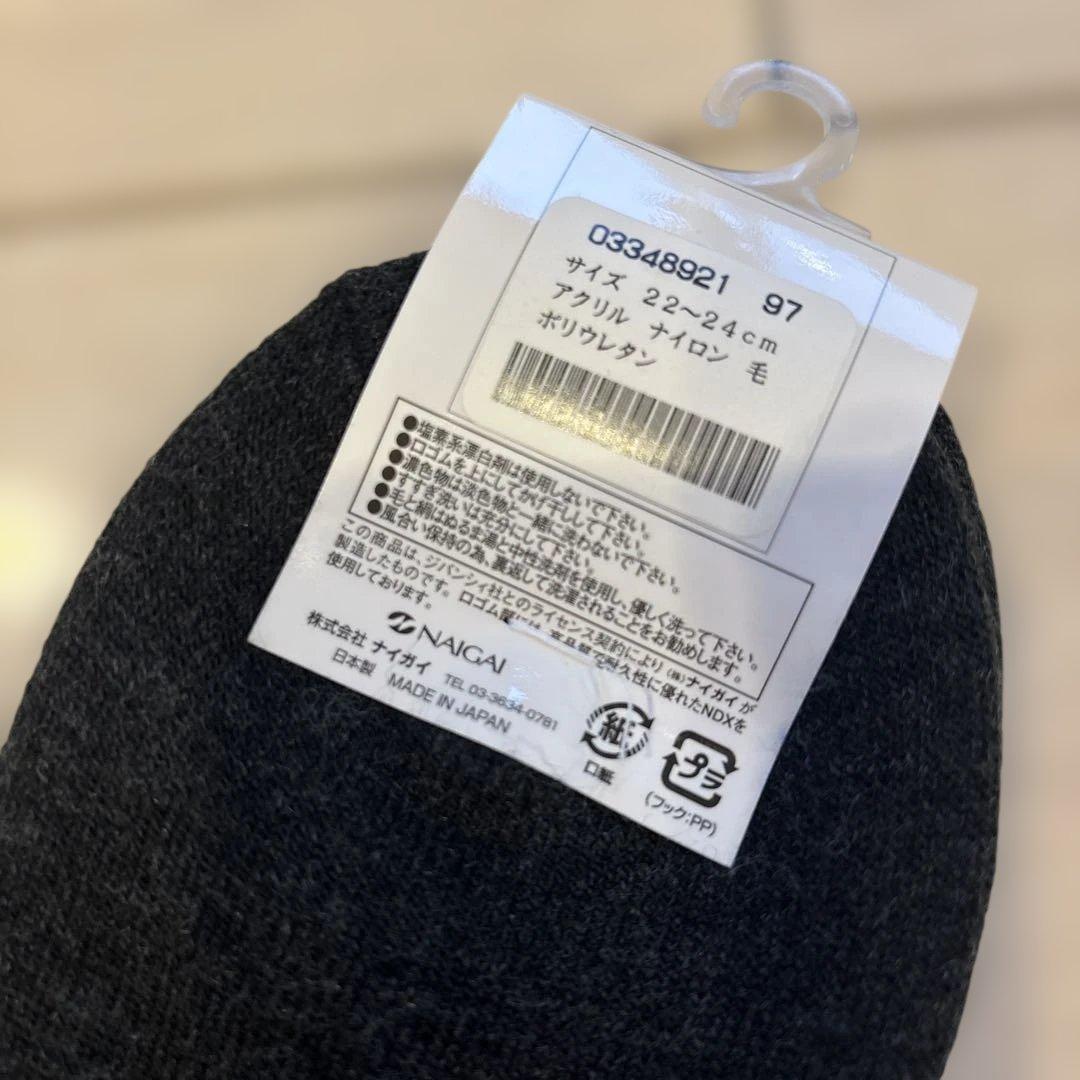 03348921 97
サイズ 22～24cm
アクリル ナイロン 毛
ポリウレタン
●塩素系漂白剤は使用しないで下さい。
●口ゴムを上にしてかげ干しして下さい。
●濃色物は淡色物と一緒に洗わないで下さい。
●すすぎ洗いは充分にして下さい。
●毛と絹はぬるま湯と中性洗剤を使用し、優しく洗って下さい。
●風合い保持の為、裏返して洗濯されることをお勧めします。
この商品は、ジバンシィ社とのライセンス契約により(株)ナイガイが
製造したものです。口ゴム部には、高品質で耐久性に優れたNDXを
使用しております。
NAIGAI
株式会社 ナイガイ TEL 03-3634-0781
日本製 MADE IN JAPAN
紙
口紙
プラ
(フック:PP)